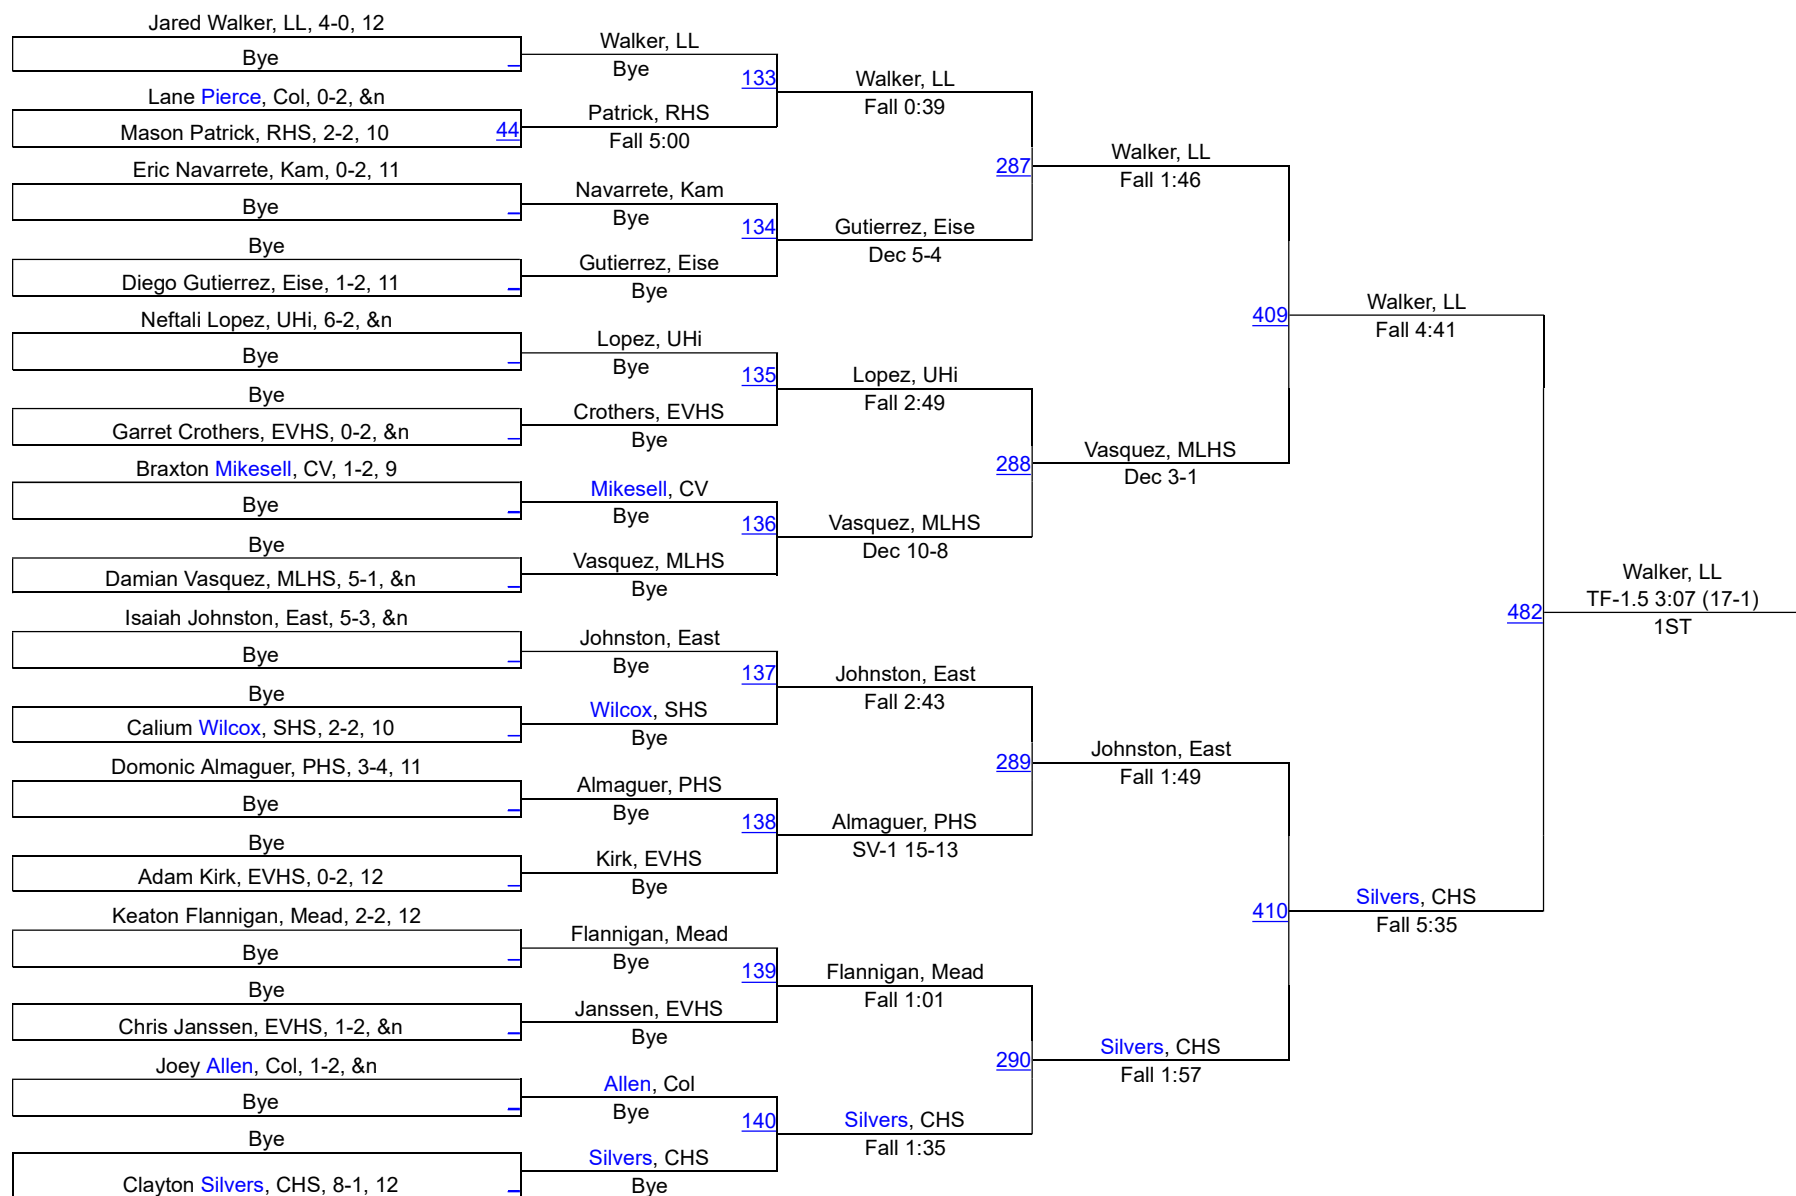 Jared Walker, LL, 4-0, 12
Bye
Lane Pierce, Col, 0-2, &n
Mason Patrick, RHS, 2-2, 10
44
Eric Navarrete, Kam, 0-2, 11
Bye
Bye
Diego Gutierrez, Eise, 1-2, 11
Neftali Lopez, UHi, 6-2, &n
Bye
Bye
Garret Crothers, EVHS, 0-2, &n
Braxton Mikesell, CV, 1-2, 9
Bye
Bye
Damian Vasquez, MLHS, 5-1, &n
Isaiah Johnston, East, 5-3, &n
Bye
Bye
Calium Wilcox, SHS, 2-2, 10
Domonic Almaguer, PHS, 3-4, 11
Bye
Bye
Adam Kirk, EVHS, 0-2, 12
Keaton Flannigan, Mead, 2-2, 12
Bye
Bye
Chris Janssen, EVHS, 1-2, &n
Joey Allen, Col, 1-2, &n
Bye
Bye
Clayton Silvers, CHS, 8-1, 12
Walker, LL
Bye
133
Patrick, RHS
Fall 5:00
Navarrete, Kam
Bye
134
Gutierrez, Eise
Bye
Lopez, UHi
Bye
135
Crothers, EVHS
Bye
Mikesell, CV
Bye
136
Vasquez, MLHS
Bye
Johnston, East
Bye
137
Wilcox, SHS
Bye
Almaguer, PHS
Bye
138
Kirk, EVHS
Bye
Flannigan, Mead
Bye
139
Janssen, EVHS
Bye
Allen, Col
Bye
140
Silvers, CHS
Bye
Walker, LL
Fall 0:39
287
Gutierrez, Eise
Dec 5-4
Lopez, UHi
Fall 2:49
288
Vasquez, MLHS
Dec 10-8
Johnston, East
Fall 2:43
289
Almaguer, PHS
SV-1 15-13
Flannigan, Mead
Fall 1:01
290
Silvers, CHS
Fall 1:35
Walker, LL
Fall 1:46
409
Vasquez, MLHS
Dec 3-1
Johnston, East
Fall 1:49
410
Silvers, CHS
Fall 1:57
Walker, LL
Fall 4:41
482
Silvers, CHS
Fall 5:35
Walker, LL
TF-1.5 3:07 (17-1)
1ST